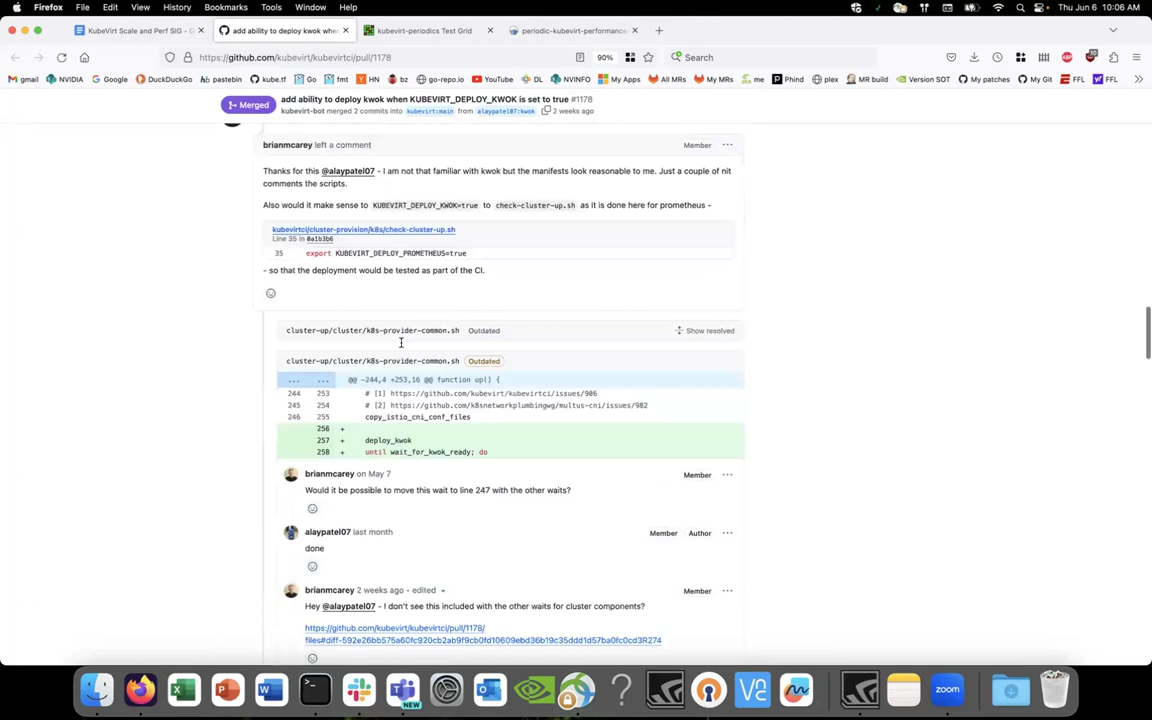 Firefox File Edit View History Bookmarks Tools Window Help Thu Jun 6 10:06 AM
KubeVirt Scale and Perf SIG - G × add ability to deploy kwok when × kubevirt-periodics Test Grid × periodic-kubevirt-performance × +
https://github.com/kubevirt/kubevirtci/pull/1178 90% Search
gmail NVIDIA Google DuckDuckGo pastebin kube.tf Go fmt HN bz go-repo.io YouTube DL NVINFO My Apps All MRs My MRs me Phind plex MR build Version SOT My patches My Git FFL FFL
Merged
add ability to deploy kwok when KUBEVIRT_DEPLOY_KWOK is set to true #1178
kubevirt-bot merged 2 commits into kubevirt:main from alaypatel07:kwok 2 weeks ago
brianmcarey left a comment Member ···
Thanks for this @alaypatel07 - I am not that familiar with kwok but the manifests look reasonable to me. Just a couple of nit
comments the scripts.
Also would it make sense to KUBEVIRT_DEPLOY_KWOK=true to check-cluster-up.sh as it is done here for prometheus -
kubevirtci/cluster-provision/k8s/check-cluster-up.sh
Line 35 in 0a1b3b6
35 export KUBEVIRT_DEPLOY_PROMETHEUS=true
- so that the deployment would be tested as part of the CI.
cluster-up/cluster/k8s-provider-common.sh Outdated Show resolved
cluster-up/cluster/k8s-provider-common.sh Outdated
... ... @@ -244,4 +253,16 @@ function up() {
244 253 # [1] https://github.com/kubevirt/kubevirtci/issues/906
245 254 # [2] https://github.com/k8snetworkplumbingwg/multus-cni/issues/982
246 255 copy_istio_cni_conf_files
256 +
257 + deploy_kwok
258 + until wait_for_kwok_ready; do
brianmcarey on May 7 Member ···
Would it be possible to move this wait to line 247 with the other waits?
alaypatel07 last month Member Author ···
done
brianmcarey 2 weeks ago - edited Member ···
Hey @alaypatel07 - I don't see this included with the other waits for cluster components?
https://github.com/kubevirt/kubevirtci/pull/1178/
files#diff-592e26bb575a60fc920cb2ab9f9cb0fd10609ebd36b19c35ddd1d57ba0fc0cd3R274
NEW
zoom